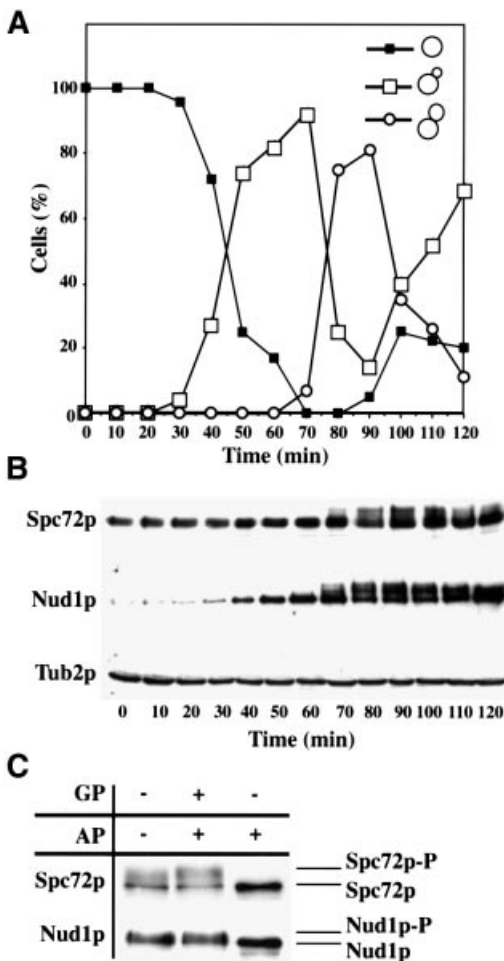 A
100
80
60
40
20
0
Cells (%)
0 10 20 30 40 50 60 70 80 90 100 110 120
Time (min)
B
Spc72p
Nud1p
Tub2p
0 10 20 30 40 50 60 70 80 90 100 110 120
Time (min)
C
GP - + -
AP - + +
Spc72p
Spc72p-P
Spc72p
Nud1p
Nud1p-P
Nud1p